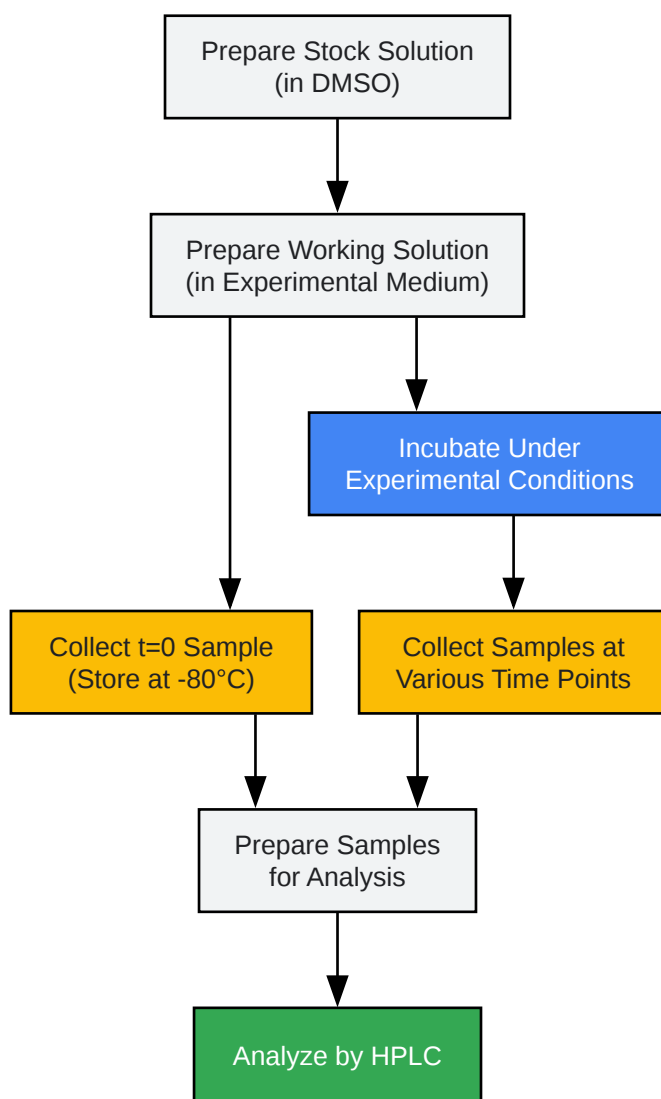 Prepare Stock Solution
(in DMSO)
Prepare Working Solution
(in Experimental Medium)
Incubate Under
Experimental Conditions
Collect t=0 Sample
(Store at -80°C)
Collect Samples at
Various Time Points
Prepare Samples
for Analysis
Analyze by HPLC